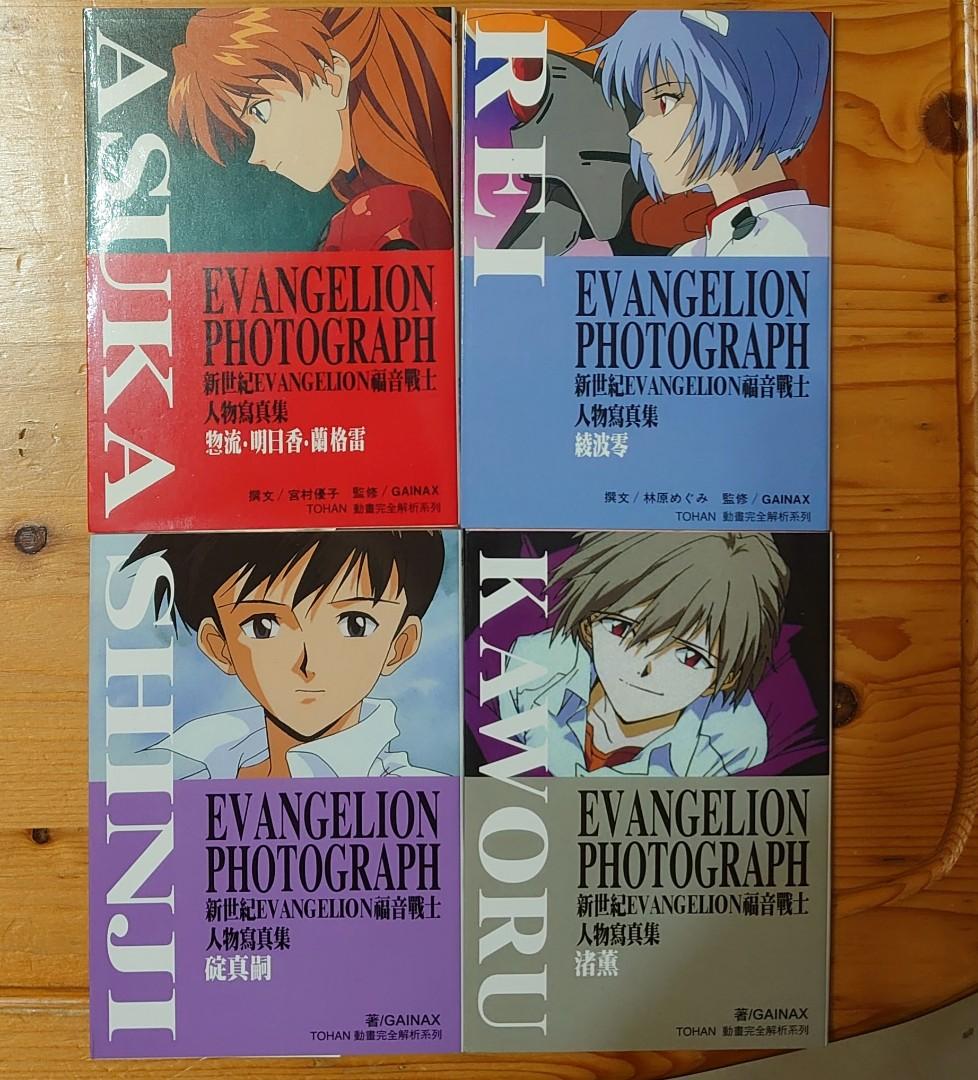 ASUKA
EVANGELION
PHOTOGRAPH
新世紀EVANGELION福音戰士
人物寫真集
惣流·明日香·蘭格雷
撰文/宮村優子 監修/GAINAX
TOHAN 動畫完全解析系列
REI
EVANGELION
PHOTOGRAPH
新世紀EVANGELION福音戰士
人物寫真集
綾波零
撰文/林原めぐみ 監修/GAINAX
TOHAN 動畫完全解析系列
SHINJI
EVANGELION
PHOTOGRAPH
新世紀EVANGELION福音戰士
人物寫真集
碇真嗣
著/GAINAX
TOHAN 動畫完全解析系列
KAWORU
EVANGELION
PHOTOGRAPH
新世紀EVANGELION福音戰士
人物寫真集
渚薰
著/GAINAX
TOHAN 動畫完全解析系列